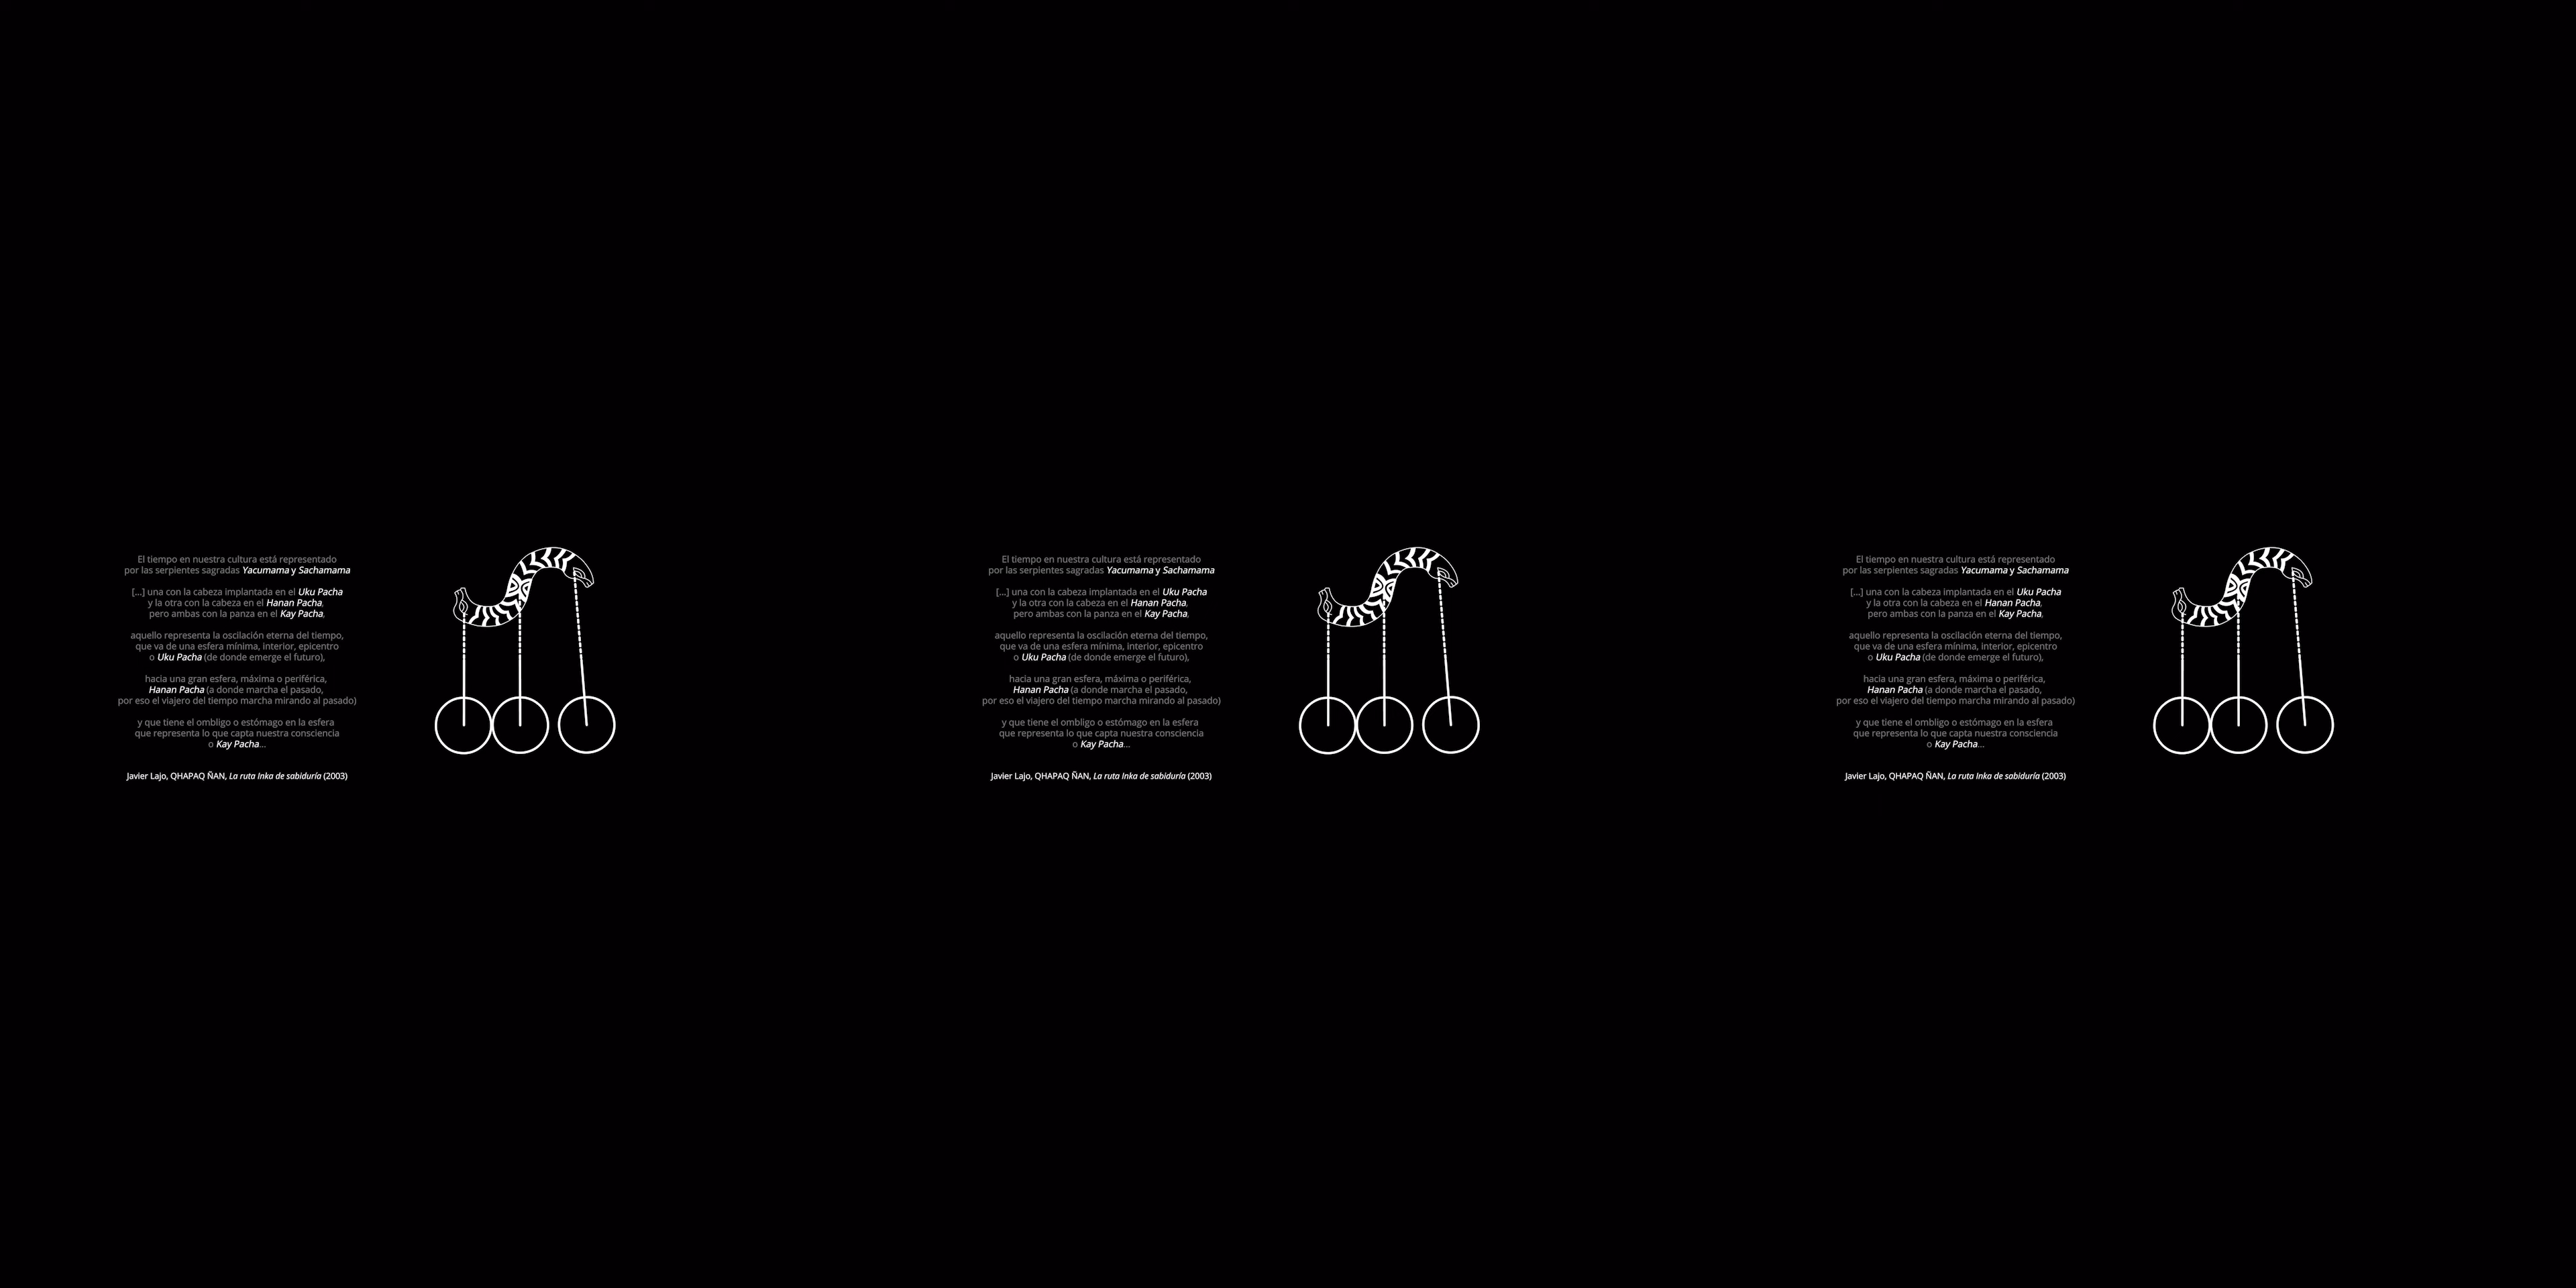 El tiempo en nuestra cultura está representado
por las serpientes sagradas Yacumama y Sachamama
[...] una con la cabeza implantada en el Uku Pacha
y la otra con la cabeza en el Hanan Pacha,
pero ambas con la panza en el Kay Pacha,
aquello representa la oscilación eterna del tiempo,
que va de una esfera mínima, interior, epicentro
o Uku Pacha (de donde emerge el futuro),
hacia una gran esfera, máxima o periférica,
Hanan Pacha (a donde marcha el pasado,
por eso el viajero del tiempo marcha mirando al pasado)
y que tiene el ombligo o estómago en la esfera
que representa lo que capta nuestra consciencia
o Kay Pacha...
Javier Lajo, QHAPAQ ÑAN, La ruta Inka de sabiduría (2003)
El tiempo en nuestra cultura está representado
por las serpientes sagradas Yacumama y Sachamama
[...] una con la cabeza implantada en el Uku Pacha
y la otra con la cabeza en el Hanan Pacha,
pero ambas con la panza en el Kay Pacha,
aquello representa la oscilación eterna del tiempo,
que va de una esfera mínima, interior, epicentro
o Uku Pacha (de donde emerge el futuro),
hacia una gran esfera, máxima o periférica,
Hanan Pacha (a donde marcha el pasado,
por eso el viajero del tiempo marcha mirando al pasado)
y que tiene el ombligo o estómago en la esfera
que representa lo que capta nuestra consciencia
o Kay Pacha...
Javier Lajo, QHAPAQ ÑAN, La ruta Inka de sabiduría (2003)
El tiempo en nuestra cultura está representado
por las serpientes sagradas Yacumama y Sachamama
[...] una con la cabeza implantada en el Uku Pacha
y la otra con la cabeza en el Hanan Pacha,
pero ambas con la panza en el Kay Pacha,
aquello representa la oscilación eterna del tiempo,
que va de una esfera mínima, interior, epicentro
o Uku Pacha (de donde emerge el futuro),
hacia una gran esfera, máxima o periférica,
Hanan Pacha (a donde marcha el pasado,
por eso el viajero del tiempo marcha mirando al pasado)
y que tiene el ombligo o estómago en la esfera
que representa lo que capta nuestra consciencia
o Kay Pacha...
Javier Lajo, QHAPAQ ÑAN, La ruta Inka de sabiduría (2003)